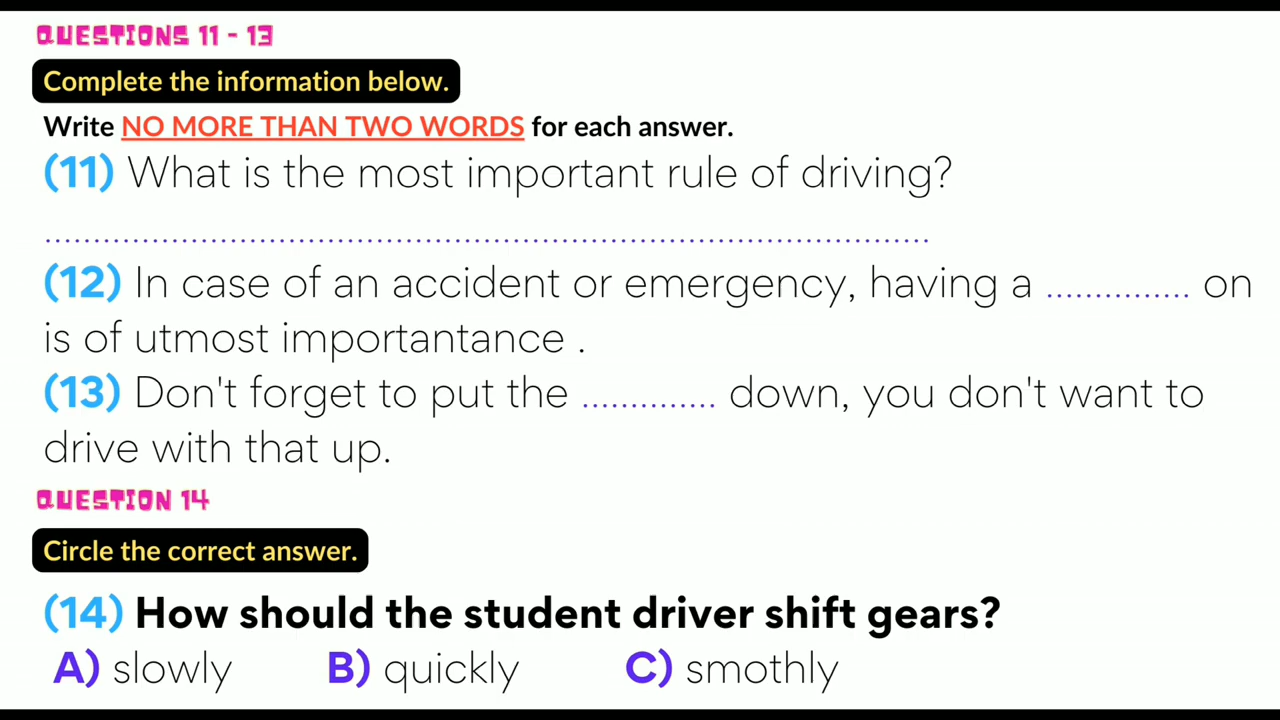 QUESTIONS 11 - 13
Complete the information below.
Write NO MORE THAN TWO WORDS for each answer.
(11) What is the most important rule of driving?
..........................................................................................
(12) In case of an accident or emergency, having a ............... on
is of utmost importantance .
(13) Don't forget to put the .............. down, you don't want to
drive with that up.
QUESTION 14
Circle the correct answer.
(14) How should the student driver shift gears?
A) slowly B) quickly C) smothly